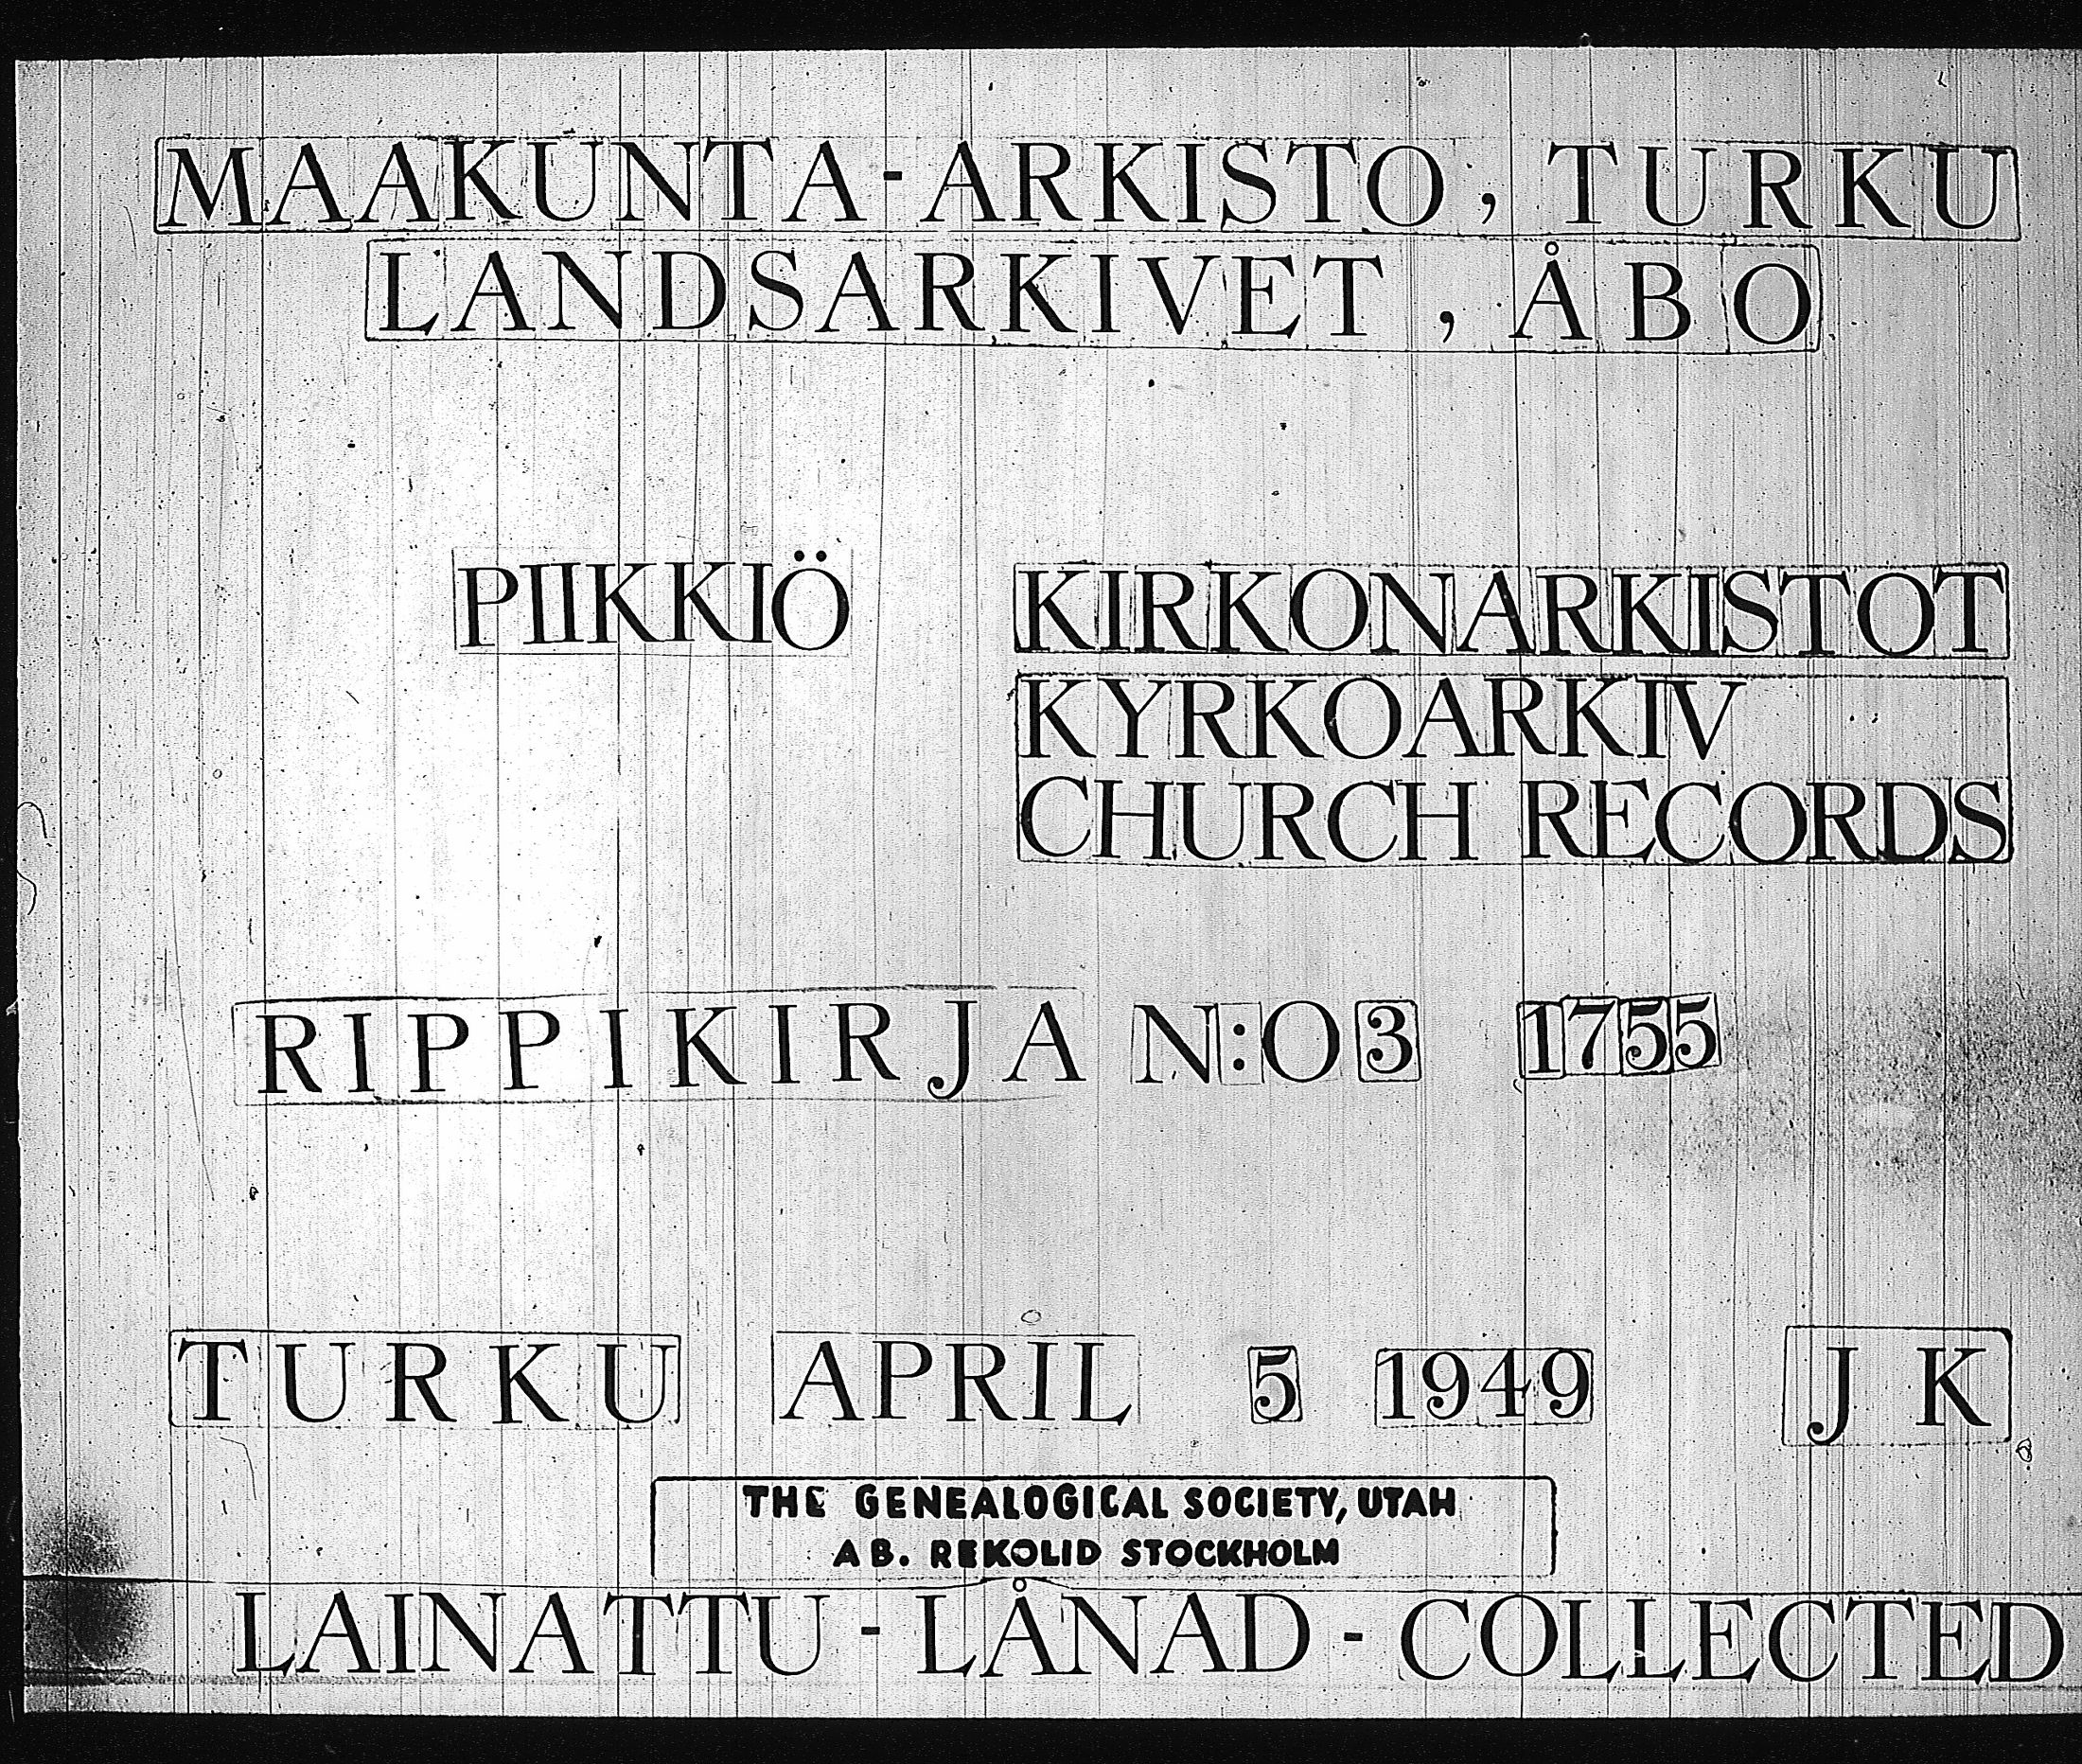 MAAKUNTA-ARKISTO, TURKU
LANDSARKIVET, ÅBO
PIIKKIÖ
KIRKONARKISTOT
KYRKOARKIV
CHURCH RECORDS
RIPPIKIRJA N:O 3 1755
TURKU APRIL 5 1949 J K
THE GENEALOGICAL SOCIETY, UTAH
AB. REKOLID STOCKHOLM
LAINATTU - LÅNAD - COLLECTED